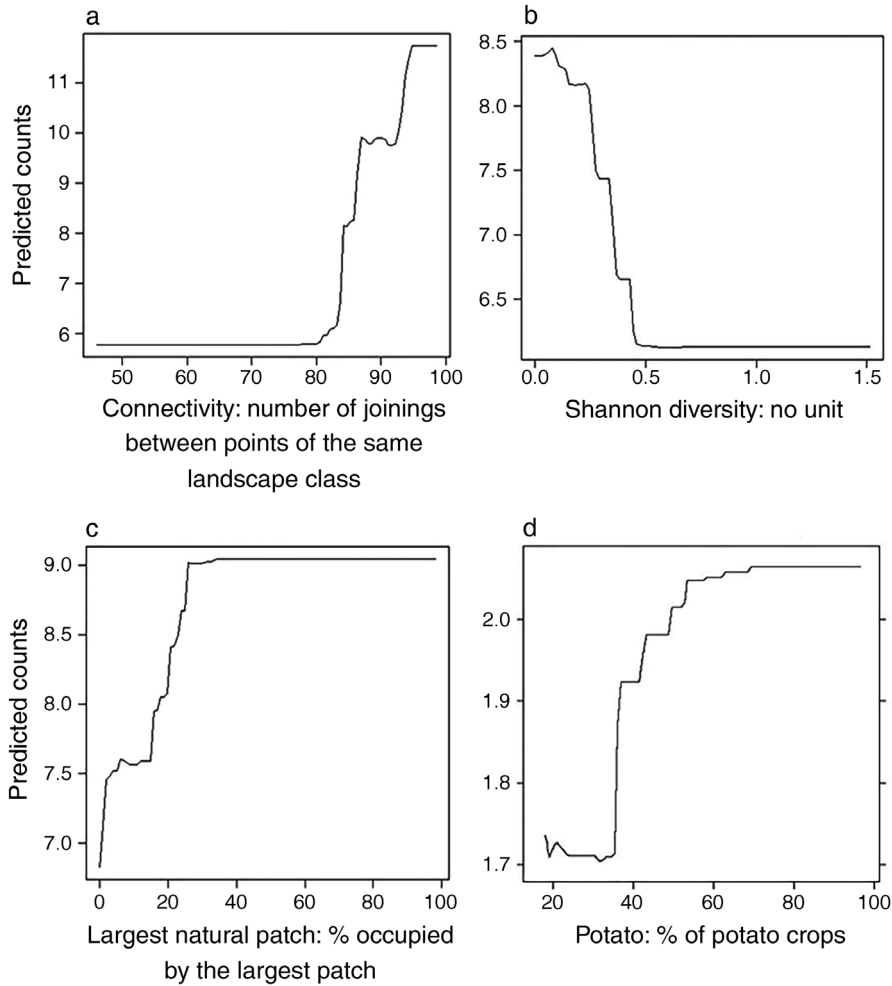 a
Predicted counts
11
10
9
8
7
6
50 60 70 80 90 100
Connectivity: number of joinings
between points of the same
landscape class
b
8.5
8.0
7.5
7.0
6.5
0.0 0.5 1.0 1.5
Shannon diversity: no unit
c
Predicted counts
9.0
8.5
8.0
7.5
7.0
0 20 40 60 80 100
Largest natural patch: % occupied
by the largest patch
d
2.0
1.9
1.8
1.7
20 40 60 80 100
Potato: % of potato crops